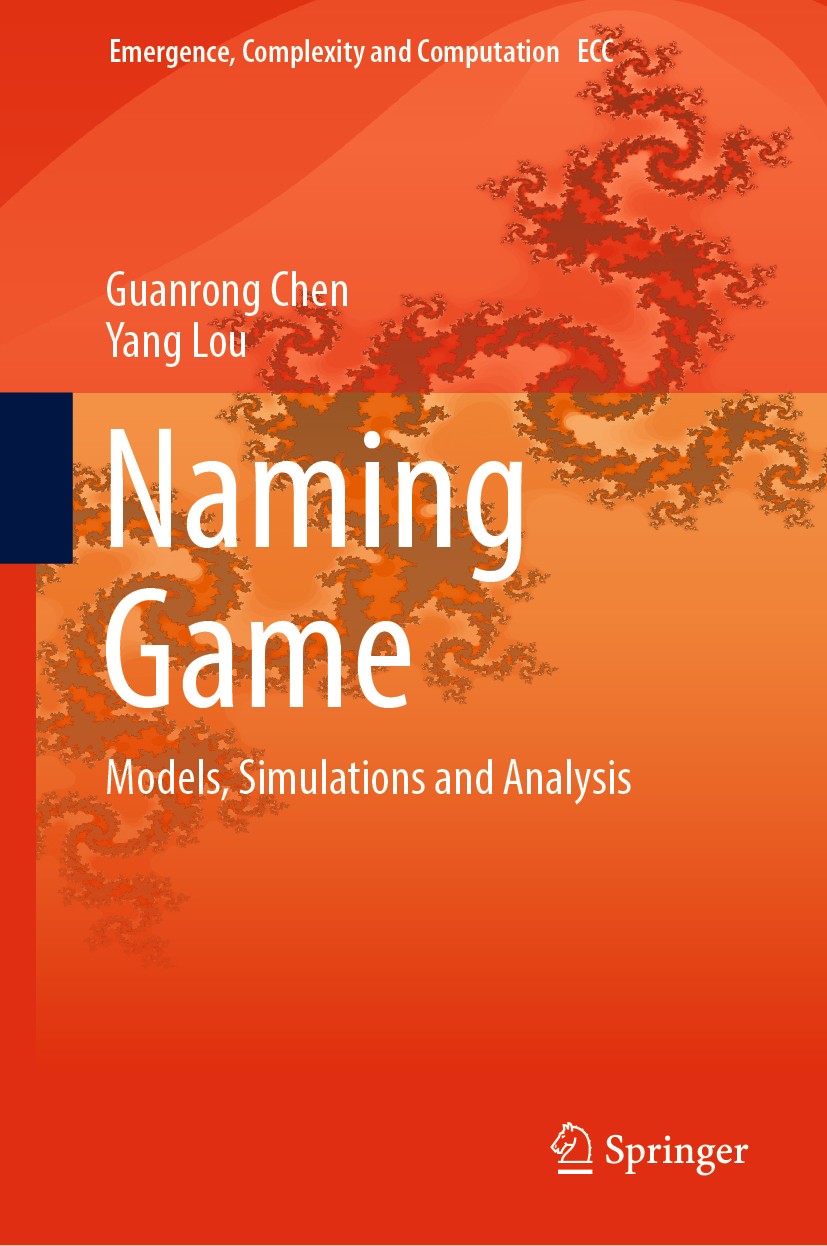 Emergence, Complexity and Computation ECC
Guanrong Chen
Yang Lou
Naming
Game
Models, Simulations and Analysis
Springer